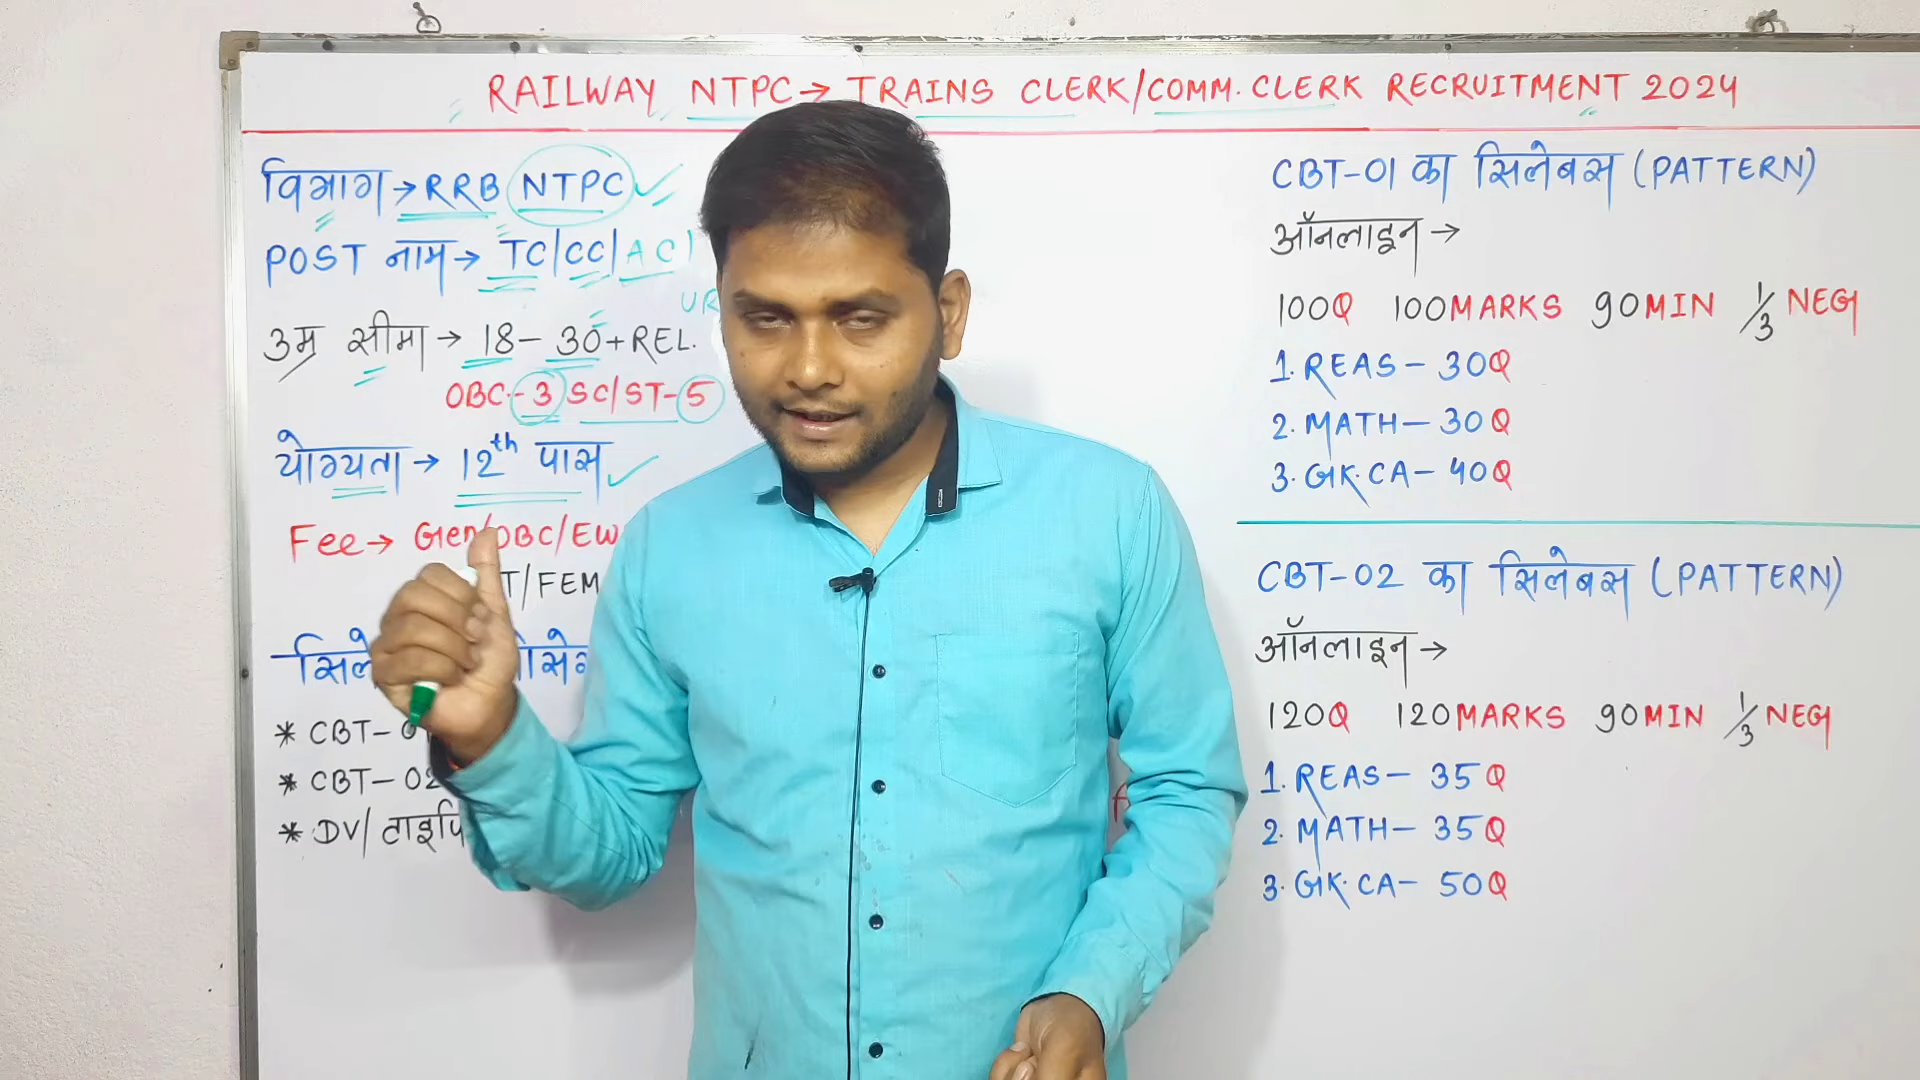 RAILWAY NTPC→ TRAINS CLERK/COMM. CLERK RECRUITMENT 2024
विभाग→RRB NTPC
POST नाम→ TC/CC/AC/
UR
उम्र सीमा→ 18-30+REL.
OBC-3 SC/ST-5
योग्यता→ 12th पास
Fee→ Gen/OBC/EW
T/FEM
* CBT-0
* CBT-02
* DV/
CBT-01 का सिलेबस (PATTERN)
ऑनलाइन→
100Q 100MARKS 90MIN 1/3 NEG
1. REAS- 30Q
2. MATH- 30Q
3. GK. CA- 40Q
CBT-02 का सिलेबस (PATTERN)
ऑनलाइन→
120Q 120MARKS 90MIN 1/3 NEG
1. REAS- 35Q
2. MATH- 35Q
3. GK. CA- 50Q